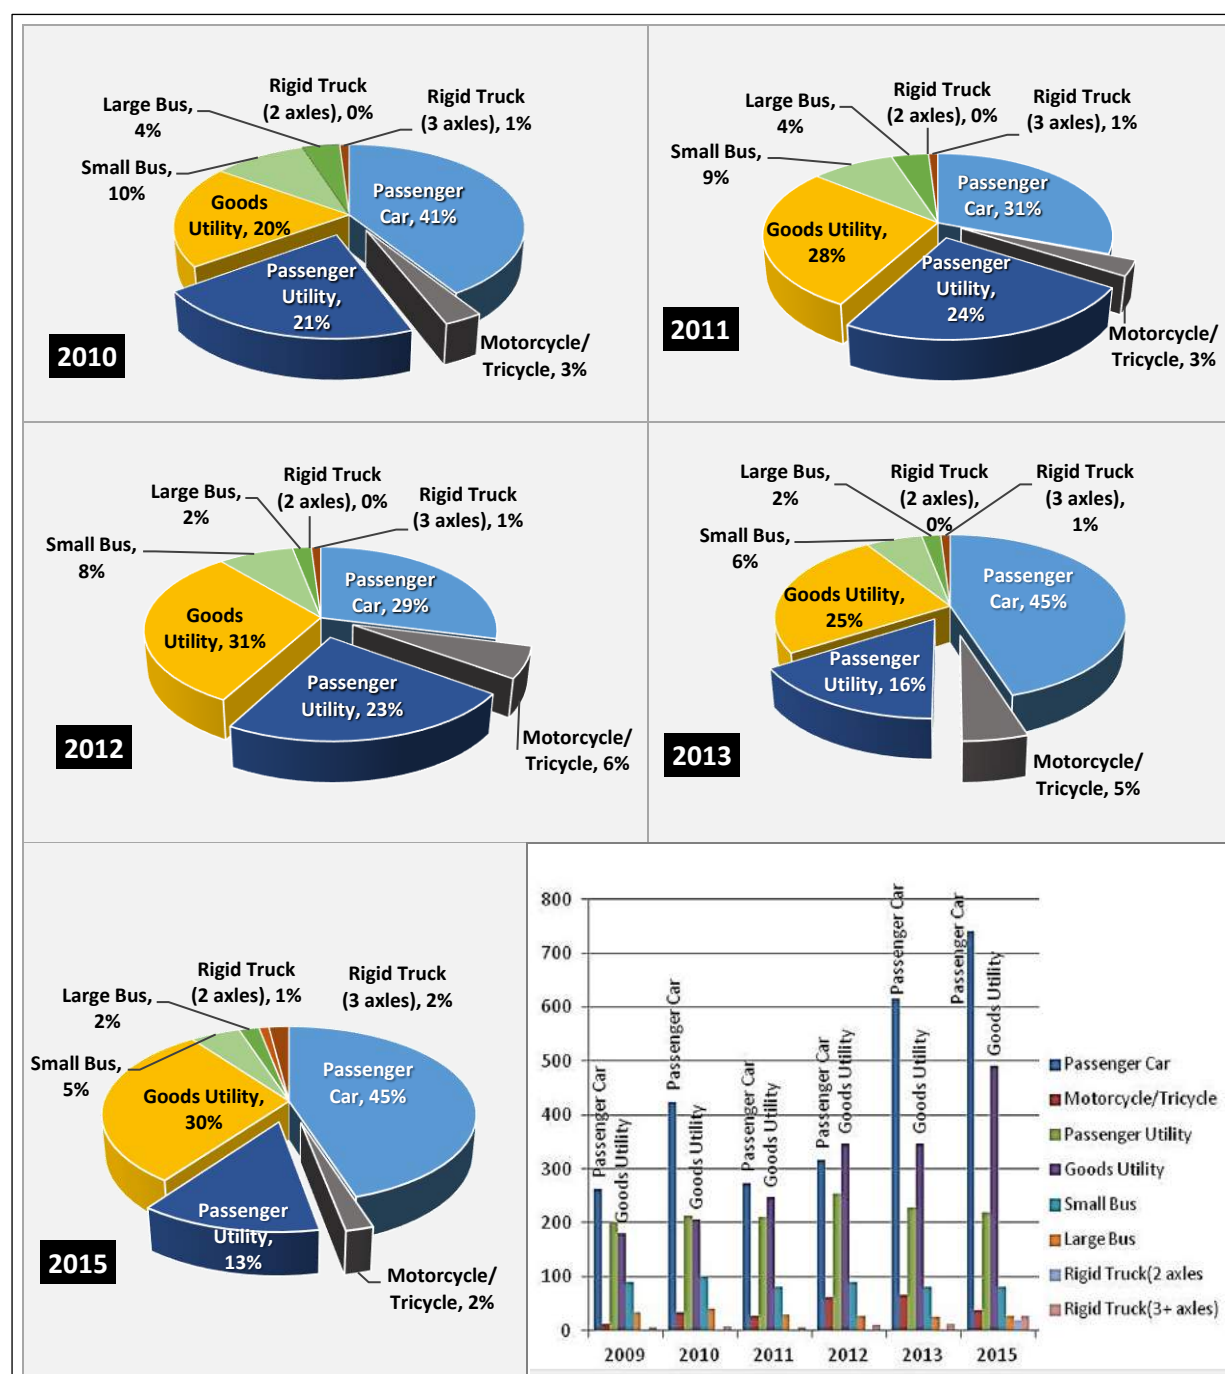 Rigid Truck
(2 axles), 0%
Rigid Truck
(3 axles), 1%
Large Bus,
4%
Small Bus,
10%
Goods
Utility, 20%
Passenger
Car, 41%
Passenger
Utility,
21%
Motorcycle/
Tricycle, 3%
2010
Rigid Truck
(2 axles), 0%
Rigid Truck
(3 axles), 1%
Large Bus,
4%
Small Bus,
9%
Goods Utility,
28%
Passenger
Car, 31%
Passenger
Utility,
24%
Motorcycle/
Tricycle, 3%
2011
Rigid Truck
(2 axles), 0%
Rigid Truck
(3 axles), 1%
Large Bus,
2%
Small Bus,
8%
Goods
Utility, 31%
Passenger
Car, 29%
Passenger
Utility, 23%
Motorcycle/
Tricycle, 6%
2012
Rigid Truck
(2 axles),
0%
Rigid Truck
(3 axles),
1%
Large Bus,
2%
Small Bus,
6%
Goods Utility,
25%
Passenger
Car, 45%
Passenger
Utility, 16%
Motorcycle/
Tricycle, 5%
2013
Rigid Truck
(2 axles), 1%
Rigid Truck
(3 axles), 2%
Large Bus,
2%
Small Bus,
5%
Goods Utility,
30%
Passenger
Car, 45%
Passenger
Utility,
13%
Motorcycle/
Tricycle, 2%
2015
800
700
600
500
400
300
200
100
0
Passenger Car
Goods Utility
Passenger Car
Goods Utility
Passenger Car
Goods Utility
Passenger Car
Goods Utility
Passenger Car
Goods Utility
Passenger Car
Goods Utility
2009
2010
2011
2012
2013
2015
Passenger Car
Motorcycle/Tricycle
Passenger Utility
Goods Utility
Small Bus
Large Bus
Rigid Truck(2 axles
Rigid Truck(3+ axles)